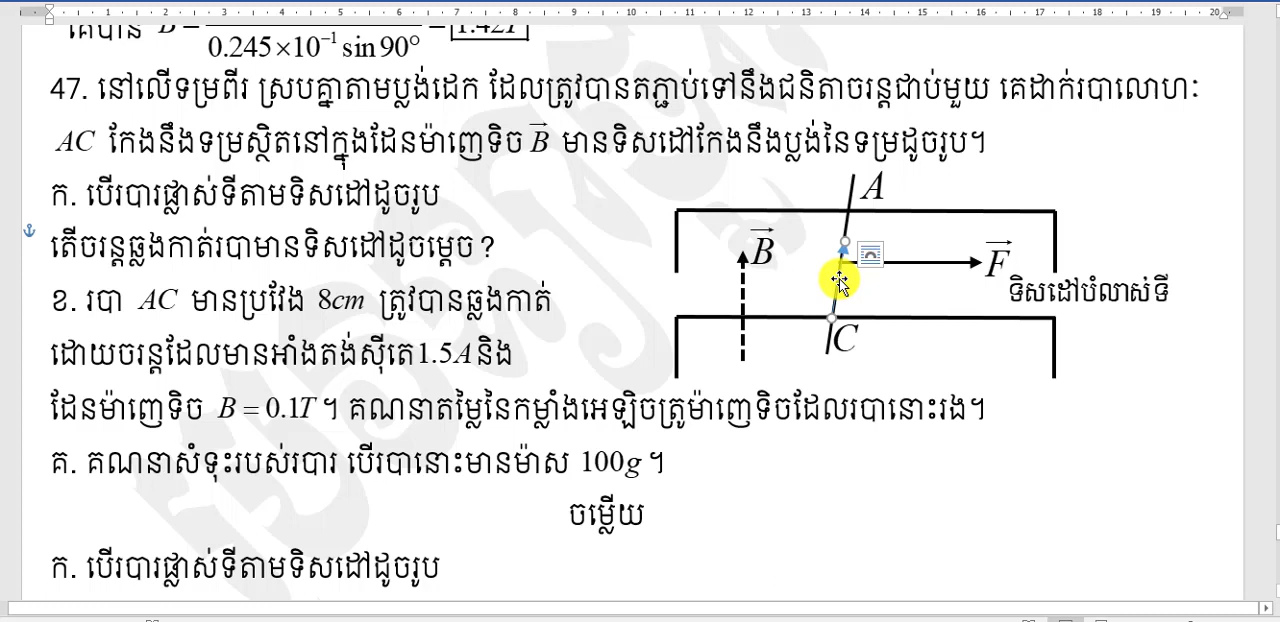 គេបាន B =
0.245×10⁻¹ sin 90° = 1.42T
47. នៅលើទម្រពីរ ស្របគ្នាតាមប្លង់ដេក ដែលត្រូវបានតភ្ជាប់ទៅនឹងជនិតាចរន្តជាប់មួយ គេដាក់របាលោហៈ
AC កែងនឹងទម្រស្ថិតនៅក្នុងដែនម៉ាញេទិច B⃗ មានទិសដៅកែងនឹងប្លង់នៃទម្រដូចរូប។
ក. បើរបារផ្លាស់ទីតាមទិសដៅដូចរូប
តើចរន្តឆ្លងកាត់របាមានទិសដៅដូចម្តេច?
ខ. របា AC មានប្រវែង 8cm ត្រូវបានឆ្លងកាត់
ដោយចរន្តដែលមានអាំងតង់ស៊ីតេ1.5A និង
ដែនម៉ាញេទិច B = 0.1T។ គណនាតម្លៃនៃកម្លាំងអេឡិចត្រូម៉ាញេទិចដែលរបានោះរង។
គ. គណនាសំទុះរបស់របារ បើរបានោះមានម៉ាស 100g ។
A
B⃗
F⃗
ទិសដៅបំលាស់ទី
C
ចម្លើយ
ក. បើរបារផ្លាស់ទីតាមទិសដៅដូចរូប